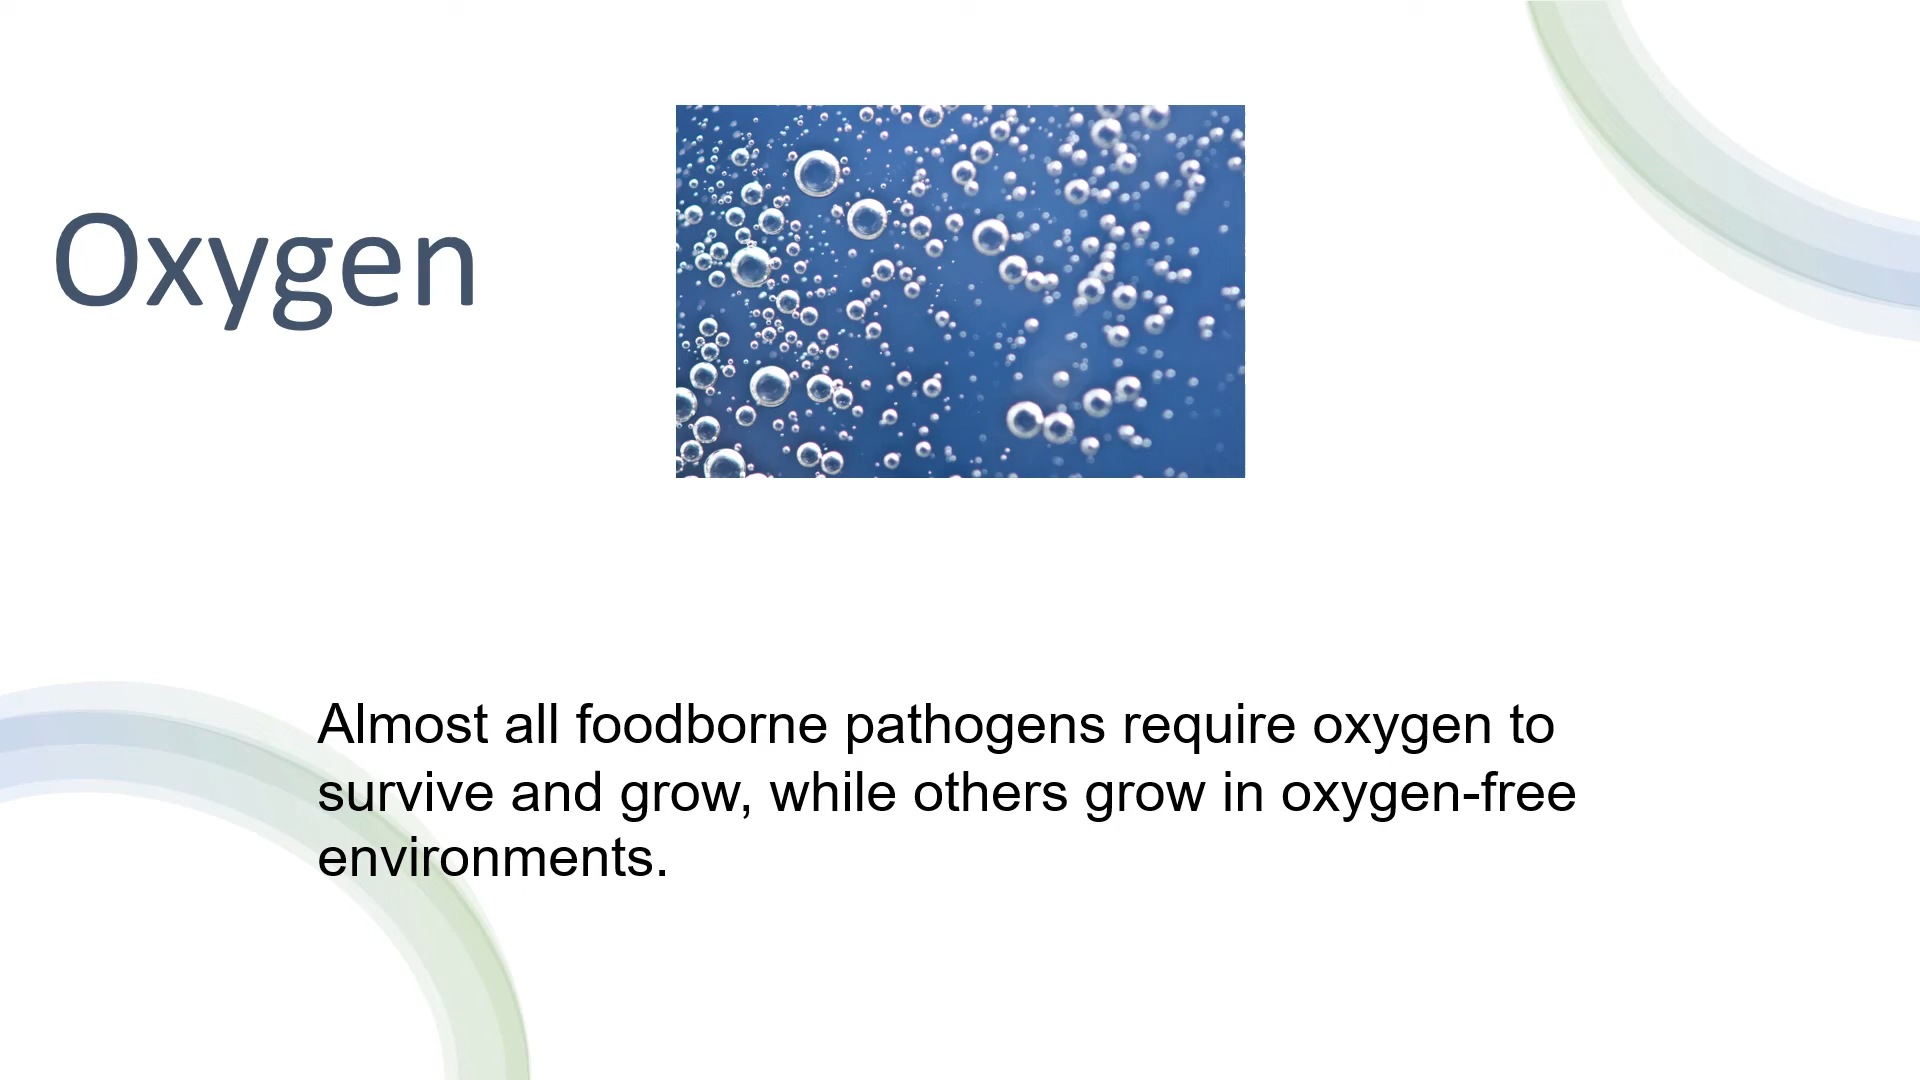 Oxygen
Almost all foodborne pathogens require oxygen to
survive and grow, while others grow in oxygen-free
environments.